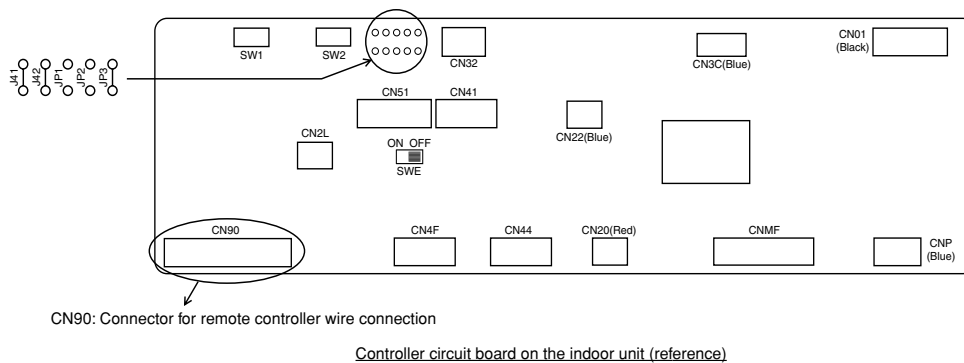 SW1
SW2
CN32
CN3C(Blue)
CN01
(Black)
J41
J42
JP1
JP2
JP3
CN51
CN41
CN22(Blue)
CN2L
ON OFF
SWE
CN90
CN4F
CN44
CN20(Red)
CNMF
CNP
(Blue)
CN90: Connector for remote controller wire connection
Controller circuit board on the indoor unit (reference)